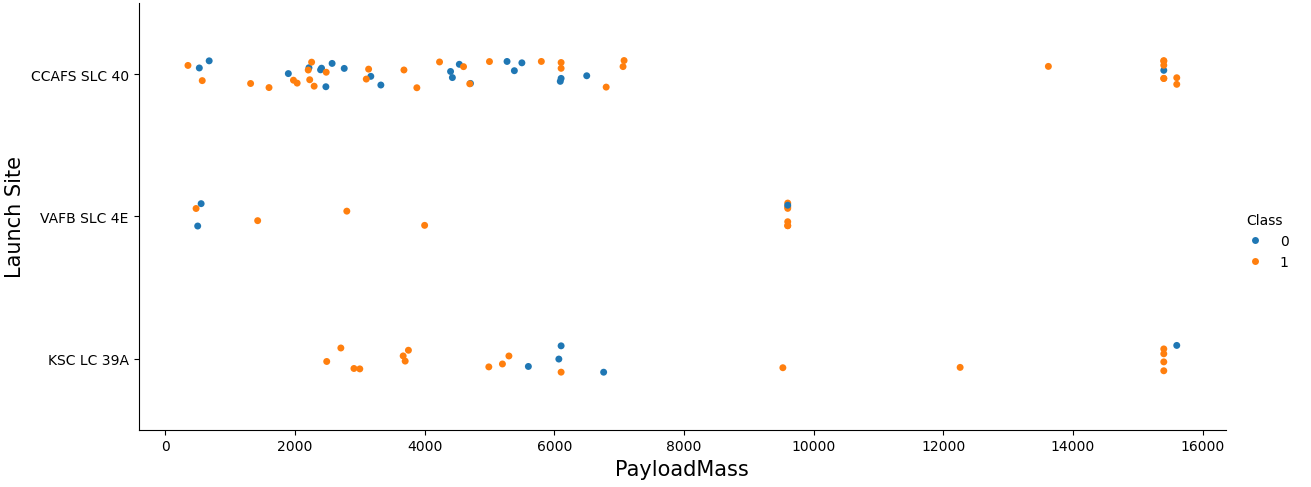 Launch Site
CCAFS SLC 40
VAFB SLC 4E
KSC LC 39A
0 2000 4000 6000 8000 10000 12000 14000 16000
PayloadMass
Class
0
1